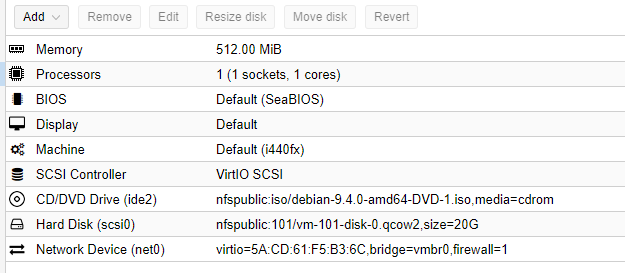 Add Remove Edit Resize disk Move disk Revert
Memory 512.00 MiB
Processors 1 (1 sockets, 1 cores)
BIOS Default (SeaBIOS)
Display Default
Machine Default (i440fx)
SCSI Controller VirtIO SCSI
CD/DVD Drive (ide2) nfspublic:iso/debian-9.4.0-amd64-DVD-1.iso,media=cdrom
Hard Disk (scsi0) nfspublic:101/vm-101-disk-0.qcow2,size=20G
Network Device (net0) virtio=5A:CD:61:F5:B3:6C,bridge=vmbr0,firewall=1